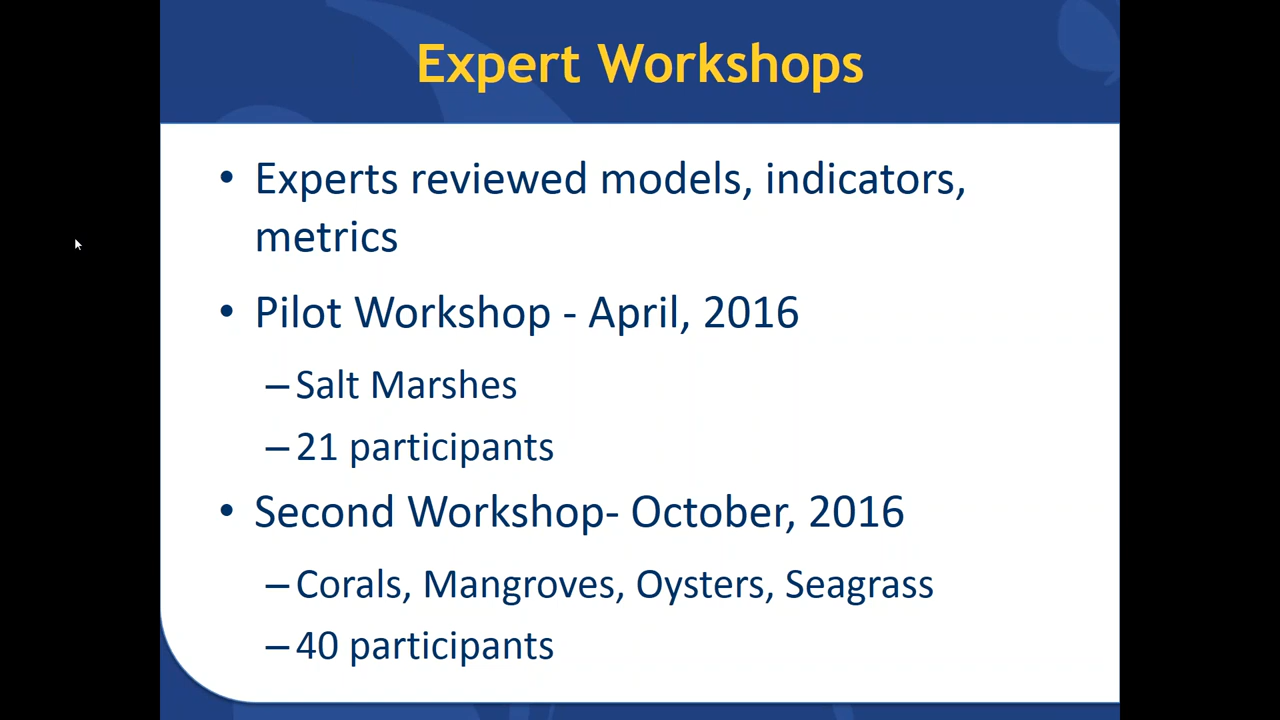 Expert Workshops
• Experts reviewed models, indicators,
metrics
• Pilot Workshop - April, 2016
– Salt Marshes
– 21 participants
• Second Workshop- October, 2016
– Corals, Mangroves, Oysters, Seagrass
– 40 participants